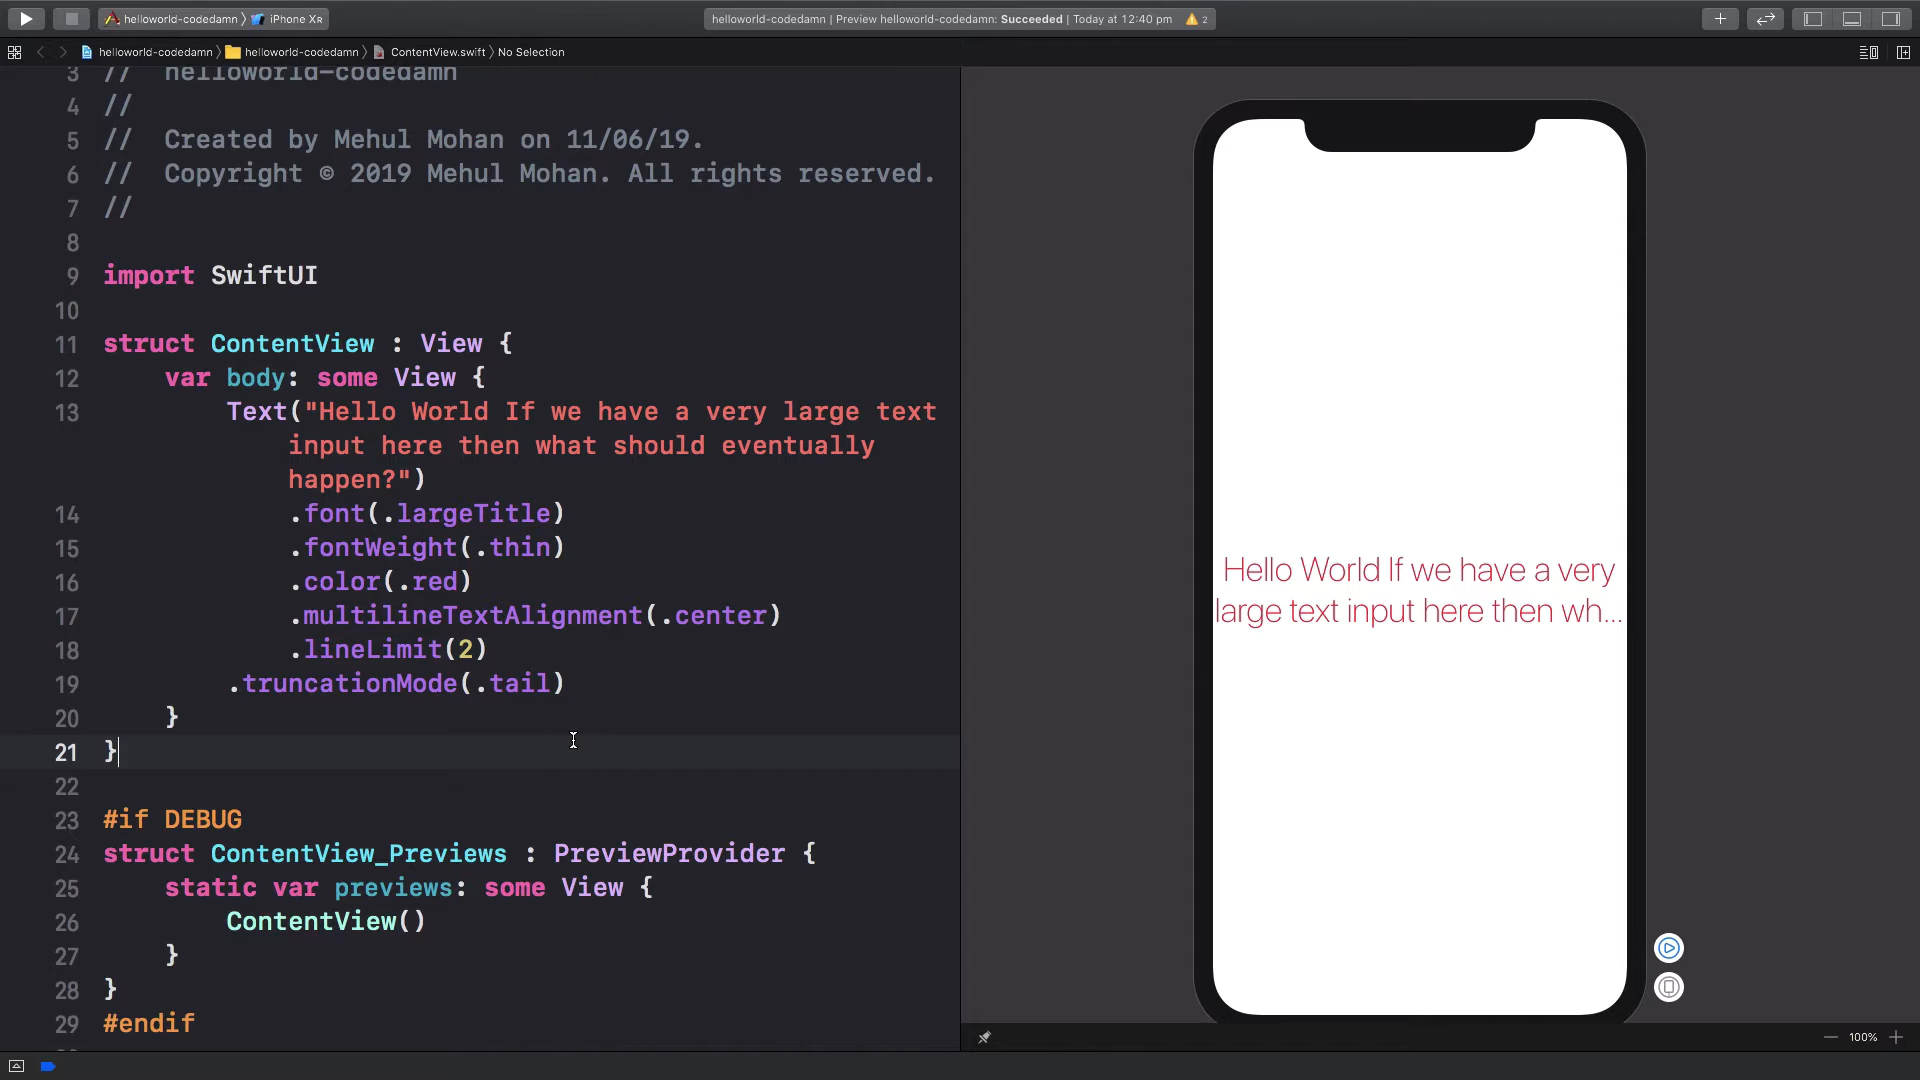 helloworld-codedamn ⟩ iPhone XR
helloworld-codedamn | Preview helloworld-codedamn: Succeeded | Today at 12:40 pm 2
helloworld-codedamn ⟩ helloworld-codedamn ⟩ ContentView.swift ⟩ No Selection
3 // helloworld-codedamn
4 //
5 // Created by Mehul Mohan on 11/06/19.
6 // Copyright © 2019 Mehul Mohan. All rights reserved.
7 //
8
9 import SwiftUI
10
11 struct ContentView : View {
12 var body: some View {
13 Text("Hello World If we have a very large text
input here then what should eventually
happen?")
14 .font(.largeTitle)
15 .fontWeight(.thin)
16 .color(.red)
17 .multilineTextAlignment(.center)
18 .lineLimit(2)
19 .truncationMode(.tail)
20 }
21 }
22
23 #if DEBUG
24 struct ContentView_Previews : PreviewProvider {
25 static var previews: some View {
26 ContentView()
27 }
28 }
29 #endif
Hello World If we have a very
large text input here then wh...
100%